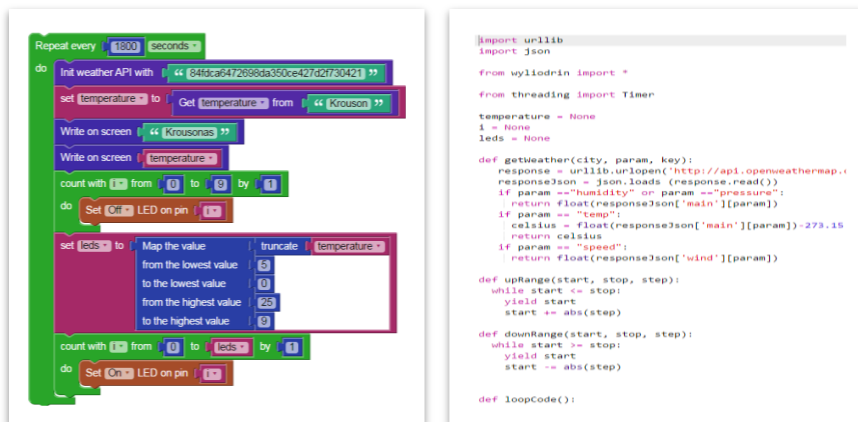 Repeat every 1800 seconds
do
Init weather API with “ 84fdca6472698da350ce427d2f730421 ”
set temperature to Get temperature from “ Krouson ”
Write on screen “ Krousonas ”
Write on screen temperature
count with i from 0 to 9 by 1
do Set Off LED on pin i
set leds to Map the value truncate temperature
from the lowest value 5
to the lowest value 0
from the highest value 25
to the highest value 9
count with i from 0 to leds by 1
do Set On LED on pin i
import urllib
import json
from wyliodrin import *
from threading import Timer
temperature = None
i = None
leds = None
def getWeather(city, param, key):
response = urllib.urlopen('http://api.openweathermap.
responseJson = json.loads (response.read())
if param =="humidity" or param =="pressure":
return float(responseJson['main'][param])
if param == "temp":
celsius = float(responseJson['main'][param])-273.15
return celsius
if param == "speed":
return float(responseJson['wind'][param])
def upRange(start, stop, step):
while start <= stop:
yield start
start += abs(step)
def downRange(start, stop, step):
while start >= stop:
yield start
start -= abs(step)
def loopCode():